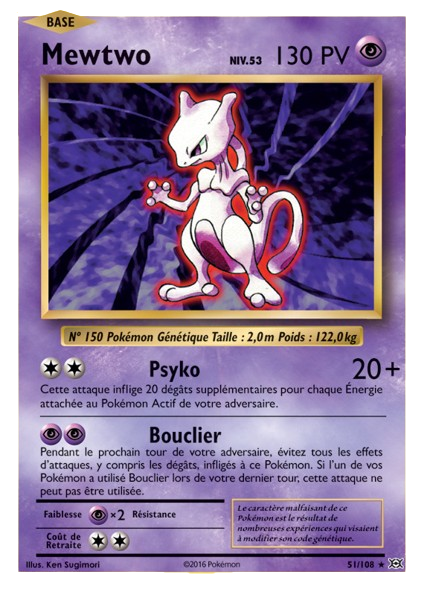 BASE
Mewtwo NIV.53 130 PV
N° 150 Pokémon Génétique Taille : 2,0m Poids : 122,0kg
Psyko 20+
Cette attaque inflige 20 dégâts supplémentaires pour chaque Énergie
attachée au Pokémon Actif de votre adversaire.
Bouclier
Pendant le prochain tour de votre adversaire, évitez tous les effets
d'attaques, y compris les dégâts, infligés à ce Pokémon. Si l'un de vos
Pokémon a utilisé Bouclier lors de votre dernier tour, cette attaque ne
peut pas être utilisée.
Faiblesse ×2 Résistance
Coût de
Retraite
Le caractère malfaisant de ce
Pokémon est le résultat de
nombreuses expériences qui visaient
à modifier son code génétique.
Illus. Ken Sugimori ©2016 Pokémon 51/108 ★